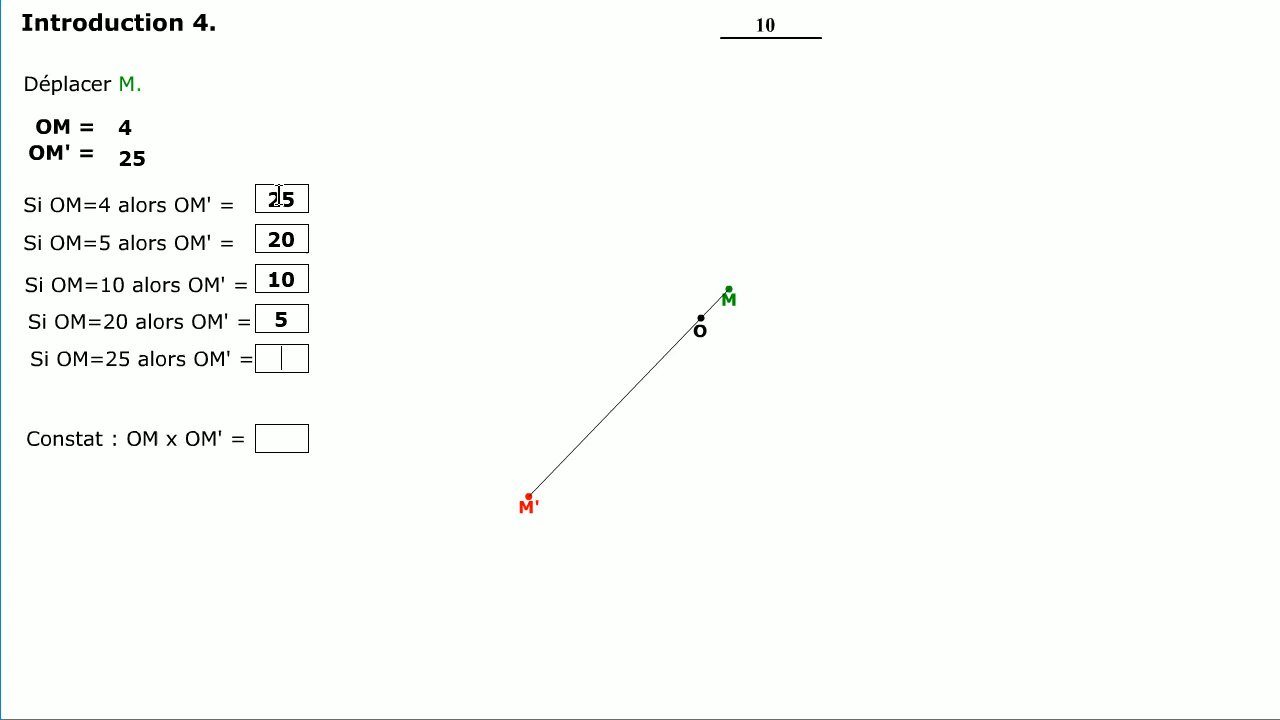 Introduction 4.
10
Déplacer M.
OM = 4
OM' = 25
Si OM=4 alors OM' = 25
Si OM=5 alors OM' = 20
Si OM=10 alors OM' = 10
Si OM=20 alors OM' = 5
Si OM=25 alors OM' =
Constat : OM x OM' =
M
O
M'